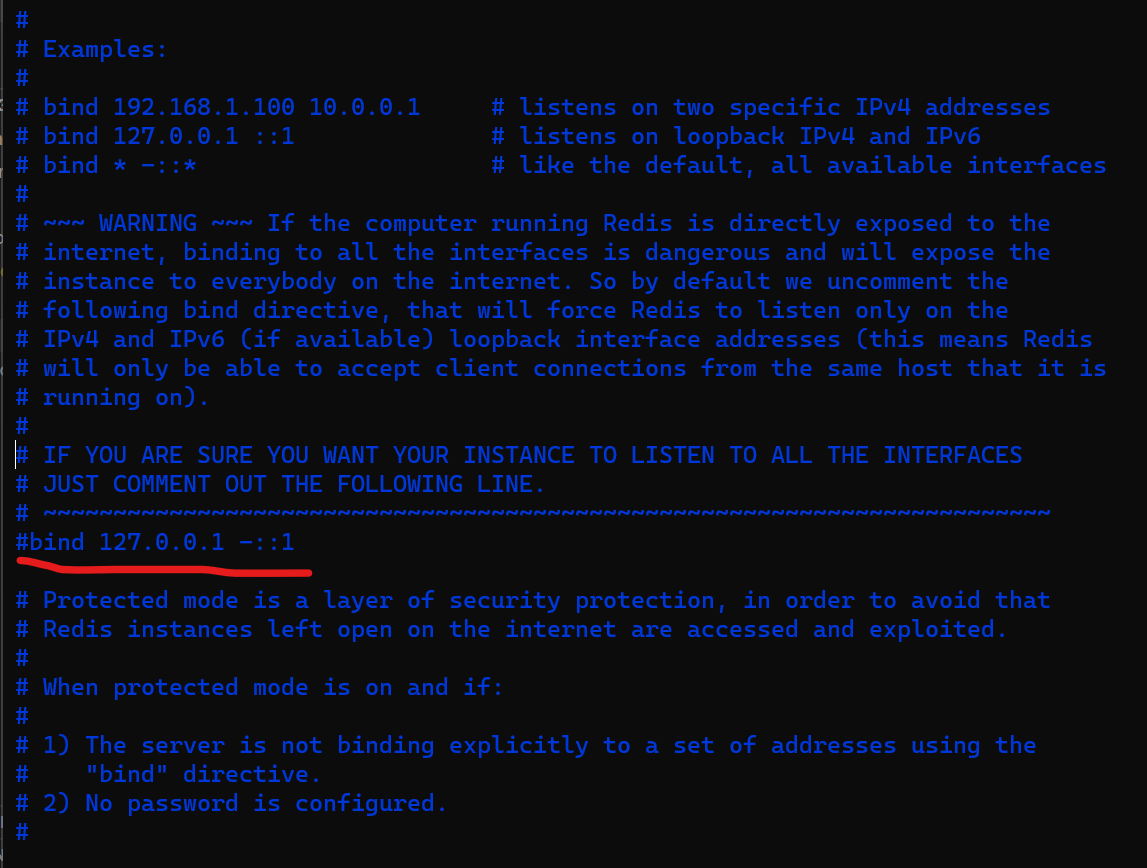 #
# Examples:
#
# bind 192.168.1.100 10.0.0.1     # listens on two specific IPv4 addresses
# bind 127.0.0.1 ::1              # listens on loopback IPv4 and IPv6
# bind * -::*                     # like the default, all available interfaces
#
# ~~~ WARNING ~~~ If the computer running Redis is directly exposed to the
# internet, binding to all the interfaces is dangerous and will expose the
# instance to everybody on the internet. So by default we uncomment the
# following bind directive, that will force Redis to listen only on the
# IPv4 and IPv6 (if available) loopback interface addresses (this means Redis
# will only be able to accept client connections from the same host that it is
# running on).
#
# IF YOU ARE SURE YOU WANT YOUR INSTANCE TO LISTEN TO ALL THE INTERFACES
# JUST COMMENT OUT THE FOLLOWING LINE.
# ~~~~~~~~~~~~~~~~~~~~~~~~~~~~~~~~~~~~~~~~~~~~~~~~~~~~~~~~~~~~~~~~~~~~~~~~
#bind 127.0.0.1 -::1
# Protected mode is a layer of security protection, in order to avoid that
# Redis instances left open on the internet are accessed and exploited.
#
# When protected mode is on and if:
#
# 1) The server is not binding explicitly to a set of addresses using the
#    "bind" directive.
# 2) No password is configured.
#